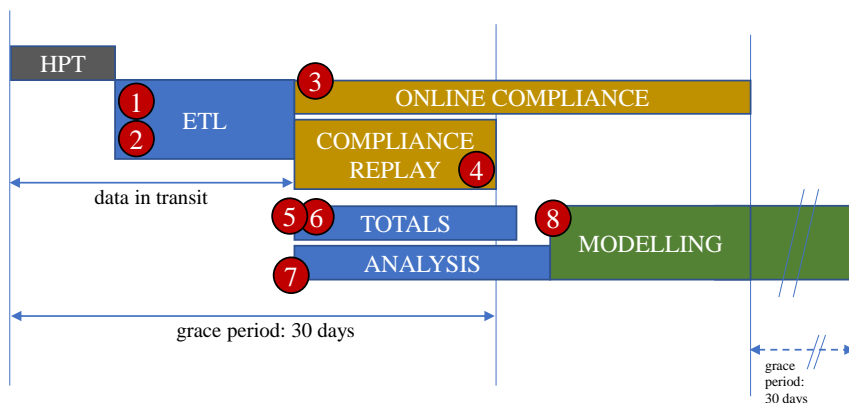 HPT
1
2
ETL
3
ONLINE COMPLIANCE
COMPLIANCE
REPLAY
4
data in transit
5
6
TOTALS
7
ANALYSIS
8
MODELLING
grace period: 30 days
grace
period:
30 days